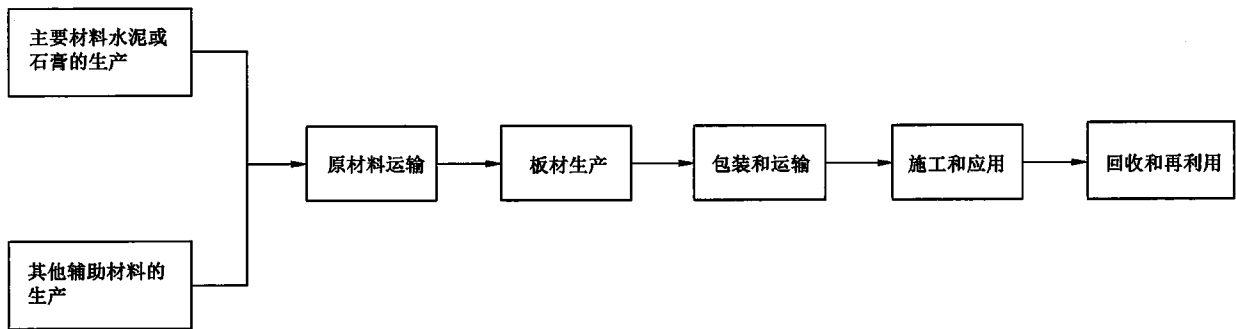 主要材料水泥或
石膏的生产
原材料运输
板材生产
包装和运输
施工和应用
回收和再利用
其他辅助材料的
生产